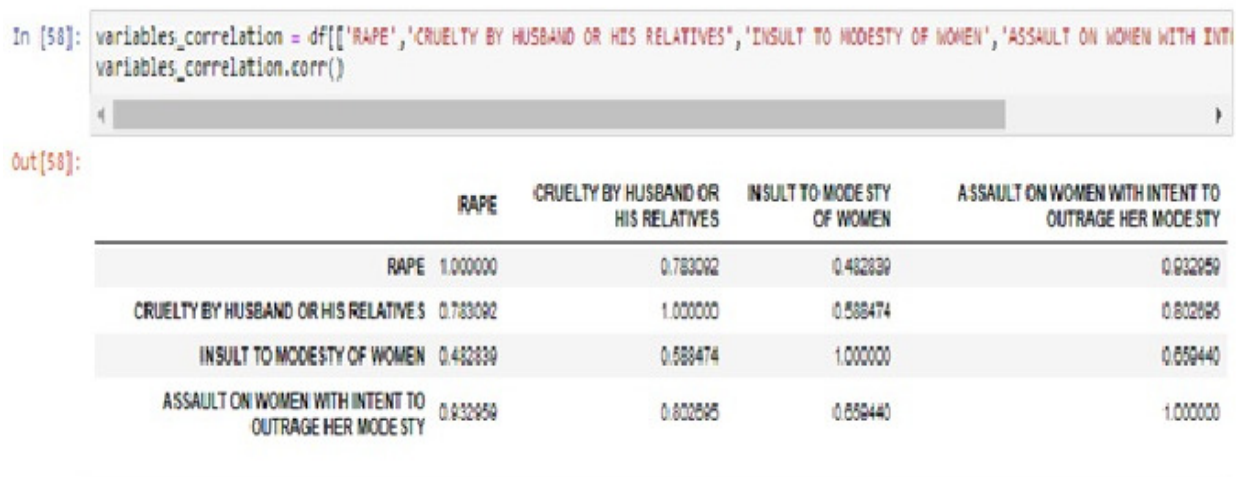 In [58]: variables_correlation = df[['RAPE','CRUELTY BY HUSBAND OR HIS RELATIVES','INSULT TO MODESTY OF WOMEN','ASSAULT ON WOMEN WITH INT
variables_correlation.corr()
Out[58]:
RAPE CRUELTY BY HUSBAND OR HIS RELATIVES INSULT TO MODESTY OF WOMEN ASSAULT ON WOMEN WITH INTENT TO OUTRAGE HER MODESTY
RAPE 1.000000 0.783092 0.482839 0.932959
CRUELTY BY HUSBAND OR HIS RELATIVES 0.783092 1.000000 0.588474 0.802695
INSULT TO MODESTY OF WOMEN 0.482839 0.588474 1.000000 0.659440
ASSAULT ON WOMEN WITH INTENT TO OUTRAGE HER MODESTY 0.932959 0.802695 0.659440 1.000000